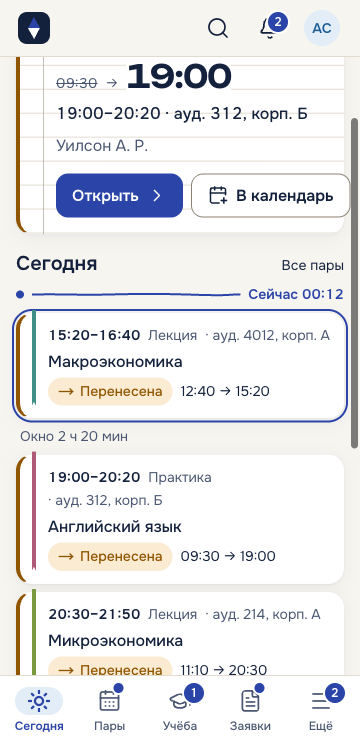 2
AC
09:30 → 19:00
19:00–20:20 · ауд. 312, корп. Б
Уилсон А. Р.
Открыть
В календарь
Сегодня
Все пары
Сейчас 00:12
15:20–16:40 Лекция · ауд. 4012, корп. А
Макроэкономика
→ Перенесена 12:40 → 15:20
Окно 2 ч 20 мин
19:00–20:20 Практика
· ауд. 312, корп. Б
Английский язык
→ Перенесена 09:30 → 19:00
20:30–21:50 Лекция · ауд. 214, корп. А
Микроэкономика
→ Перенесена 11:10 → 20:30
1
2
Сегодня
Пары
Учёба
Заявки
Ещё